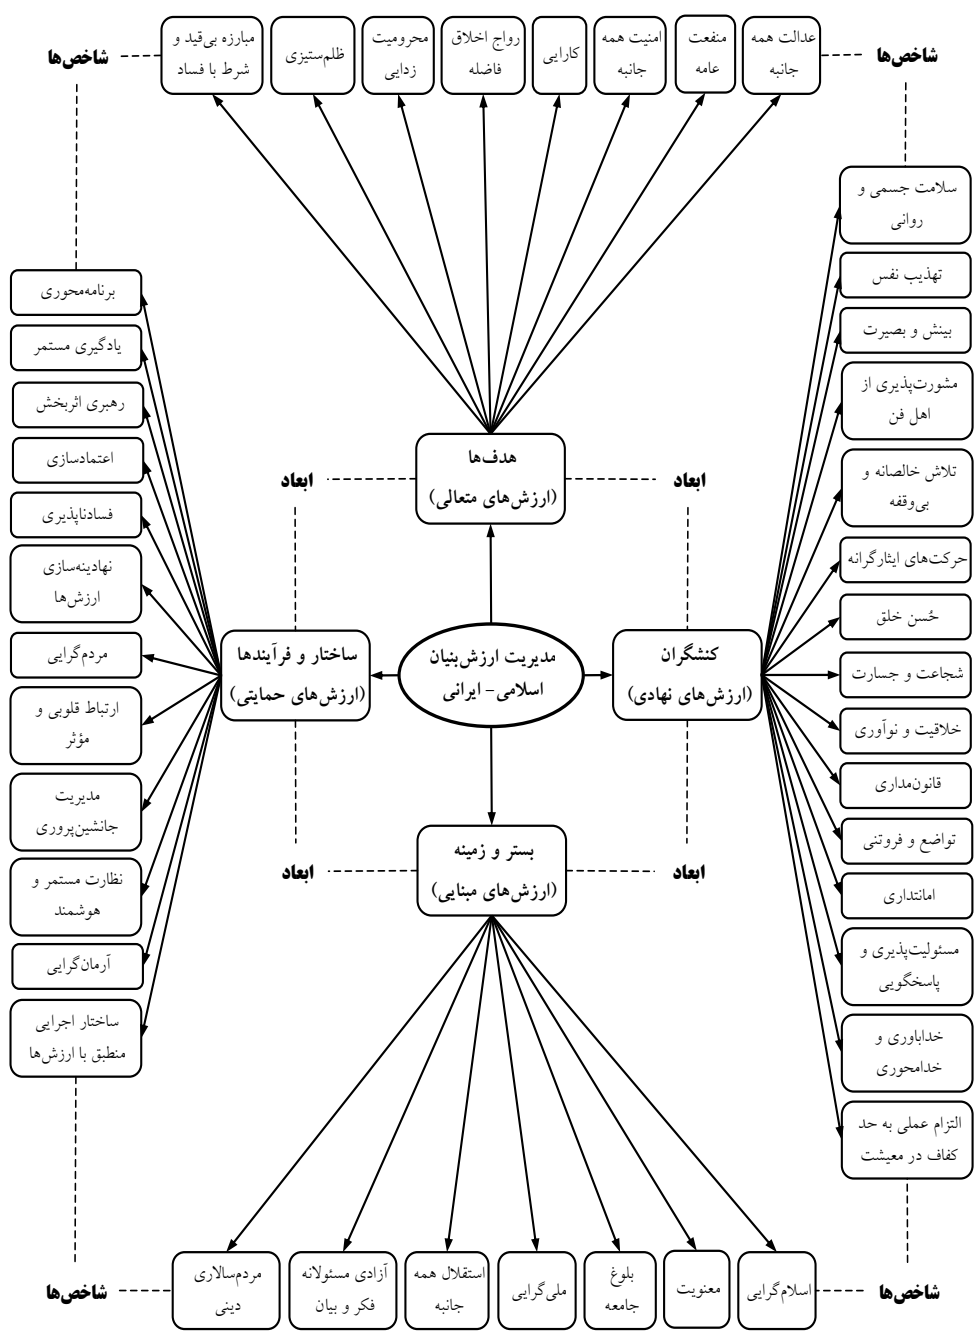 شاخص‌ها
عدالت همه
جانبه
منفعت
عامه
امنیت همه
جانبه
کارایی
رواج اخلاق
فاضله
محرومیت
زدایی
ظلم‌ستیزی
مبارزه بی‌قید و
شرط با فساد
شاخص‌ها
سلامت جسمی و
روانی
تهذیب نفس
بینش و بصیرت
مشورت‌پذیری از
اهل فن
تلاش خالصانه و
بی‌وقفه
حرکت‌های ایثارگرانه
حُسن خلق
شجاعت و جسارت
خلاقیت و نوآوری
قانون‌مداری
تواضع و فروتنی
امانتداری
مسئولیت‌پذیری و
پاسخگویی
خداباوری و
خدامحوری
التزام عملی به حد
کفاف در معیشت
ابعاد
هدف‌ها
(ارزش‌های متعالی)
ابعاد
کنشگران
(ارزش‌های نهادی)
مدیریت ارزش‌بنیان
اسلامی- ایرانی
ساختار و فرآیندها
(ارزش‌های حمایتی)
ابعاد
بستر و زمینه
(ارزش‌های مبنایی)
ابعاد
برنامه‌محوری
یادگیری مستمر
رهبری اثربخش
اعتمادسازی
فسادناپذیری
نهادینه‌سازی
ارزش‌ها
مردم‌گرایی
ارتباط قلوبی و
مؤثر
مدیریت
جانشین‌پروری
نظارت مستمر و
هوشمند
آرمان‌گرایی
ساختار اجرایی
منطبق با ارزش‌ها
شاخص‌ها
اسلام‌گرایی
معنویت
بلوغ
جامعه
ملی‌گرایی
استقلال همه
جانبه
آزادی مسئولانه
فکر و بیان
مردم‌سالاری
دینی
شاخص‌ها